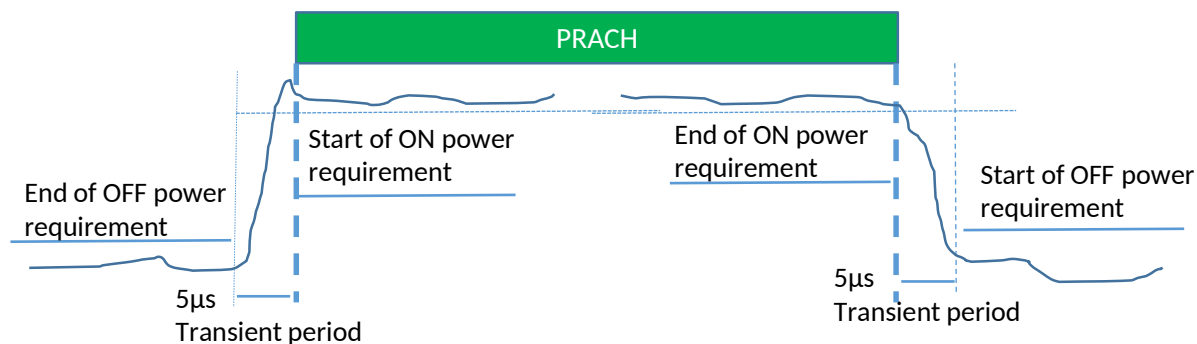 PRACH
Start of ON power
requirement
End of ON power
requirement
End of OFF power
requirement
Start of OFF power
requirement
5µs
Transient period
5µs
Transient period